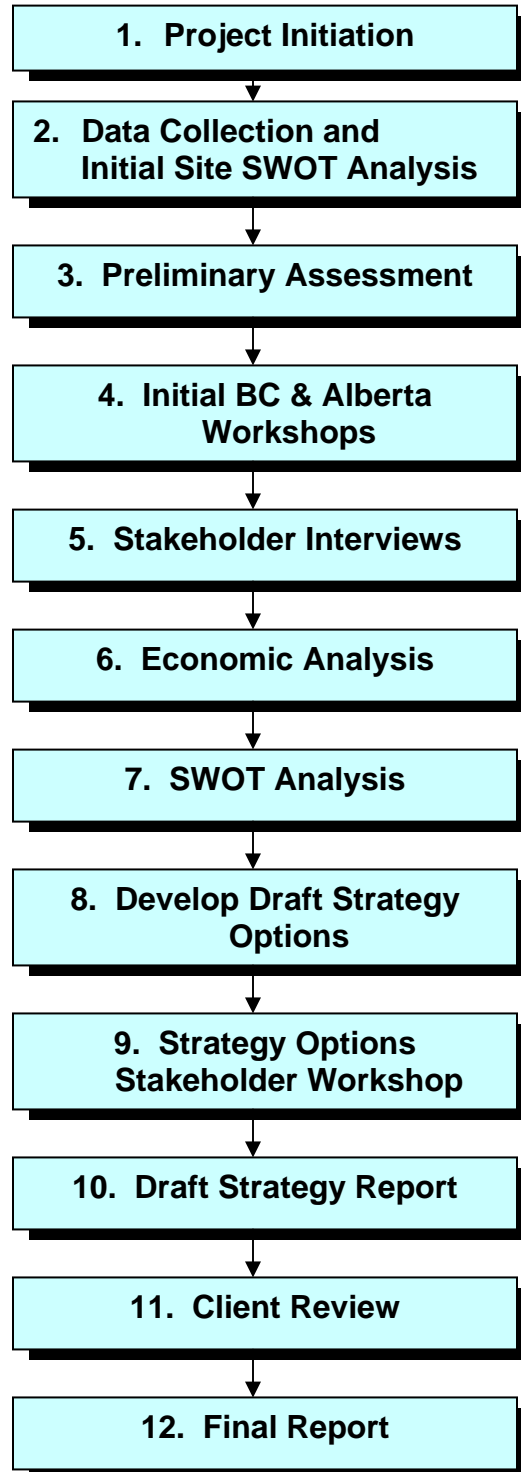 1. Project Initiation
2. Data Collection and
Initial Site SWOT Analysis
3. Preliminary Assessment
4. Initial BC & Alberta
Workshops
5. Stakeholder Interviews
6. Economic Analysis
7. SWOT Analysis
8. Develop Draft Strategy
Options
9. Strategy Options
Stakeholder Workshop
10. Draft Strategy Report
11. Client Review
12. Final Report